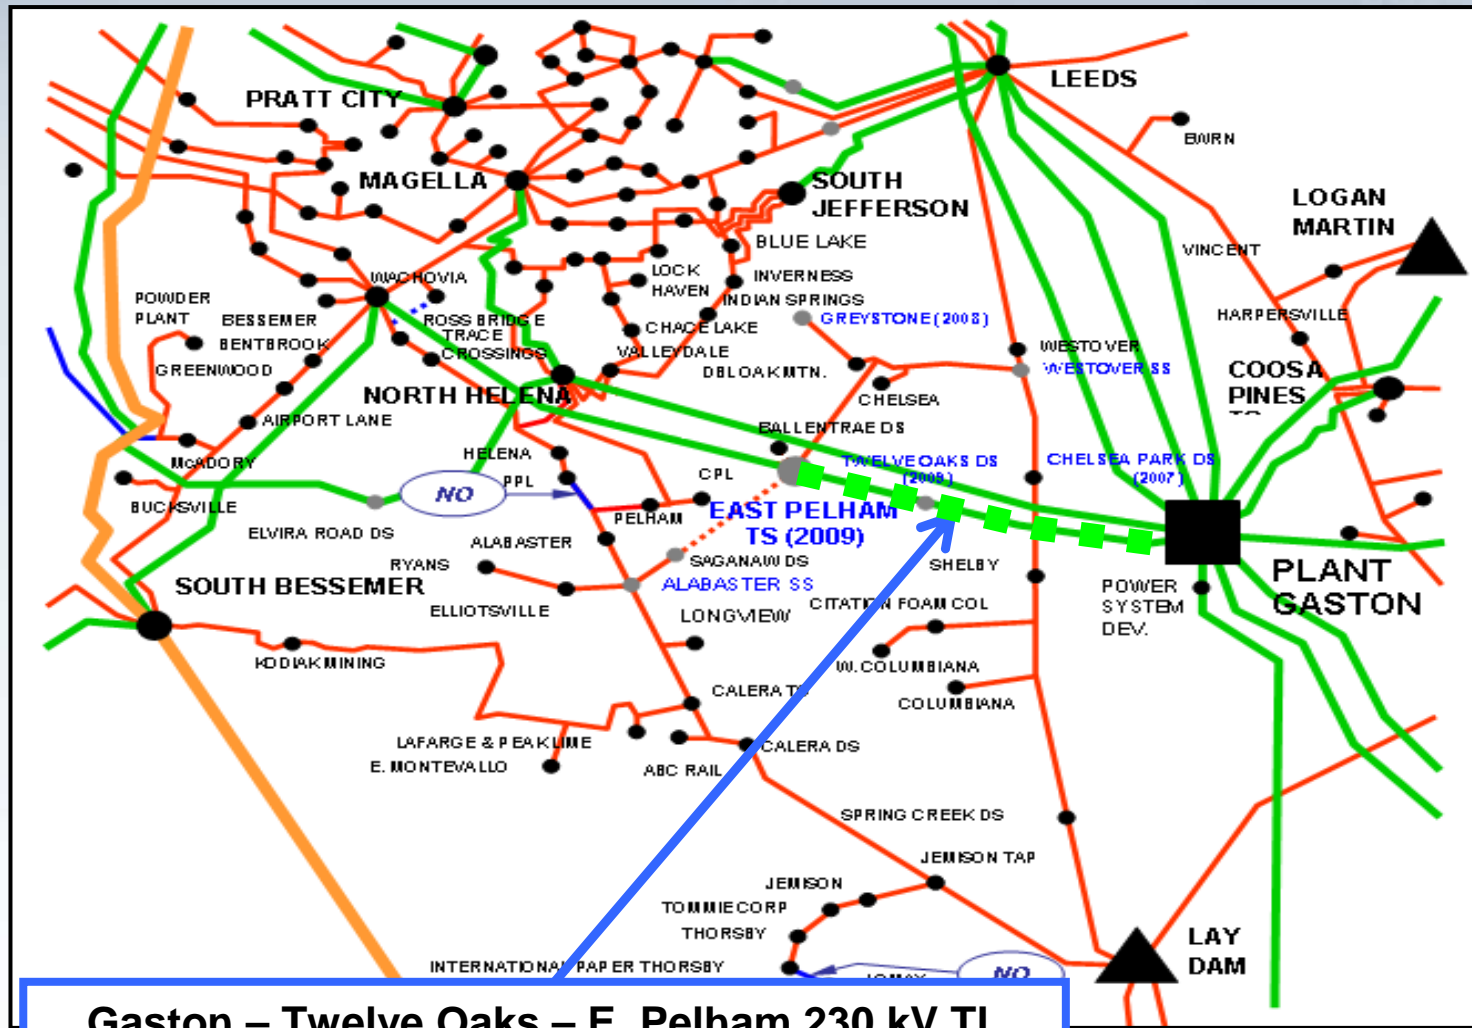 LEEDS
PRATT CITY
BWRN
MAGELLA
SOUTH
JEFFERSON
LOGAN
MARTIN
BLUE LAKE
VINCENT
WACHOVIA
LOCK
HAVEN
INVERNESS
POWDER
PLANT
INDIAN SPRINGS
GREYSTONE (2008)
HARPERSVILLE
BESSEMER
ROSS BRIDGE
TRACE
CROSSINGS
CHACE LAKE
BENTBROOK
VALLEYDALE
WESTOVER
WESTOVER SS
GREENWOOD
DBL OAK MTN.
COOSA
PINES
NORTH HELENA
CHELSEA
AIRPORT LANE
BALLENTRAE DS
HELENA
McADORY
TWELVE OAKS DS
(2009)
CHELSEA PARK DS
(2007)
CPL
PPL
NO
BUCKSVILLE
PELHAM
EAST PELHAM
TS (2009)
ELVIRA ROAD DS
ALABASTER
RYANS
SAGANAW DS
SHELBY
PLANT
GASTON
SOUTH BESSEMER
ALABASTER SS
POWER
SYSTEM
DEV.
ELLIOTSVILLE
LONGVIEW
CITATION FOAM COL
KODIAK MINING
W. COLUMBIANA
CALERA TS
COLUMBIANA
LAFARGE & PEAK LIME
CALERA DS
E. MONTEVALLO
ABC RAIL
SPRING CREEK DS
JEMISON TAP
JEMISON
TOMMIE CORP
THORSBY
LAY
DAM
INTERNATIONAL PAPER THORSBY
NO
Gaston – Twelve Oaks – E. Pelham 230 kV TL